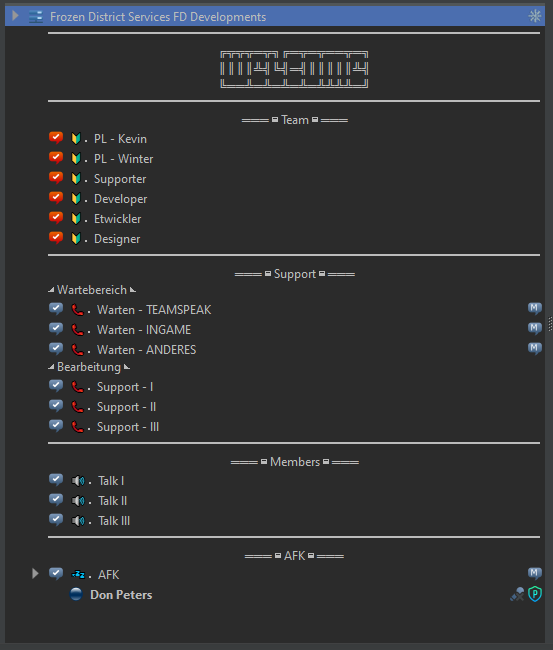 Frozen District Services FD Developments
═══ ◘ Team ◘ ═══
. PL - Kevin
. PL - Winter
. Supporter
. Developer
. Etwickler
. Designer
═══ ◘ Support ◘ ═══
◢ Wartebereich ◣
. Warten - TEAMSPEAK
M
. Warten - INGAME
M
. Warten - ANDERES
M
◢ Bearbeitung ◣
. Support - I
. Support - II
. Support - III
═══ ◘ Members ◘ ═══
. Talk I
. Talk II
. Talk III
═══ ◘ AFK ◘ ═══
. AFK
M
Don Peters
P